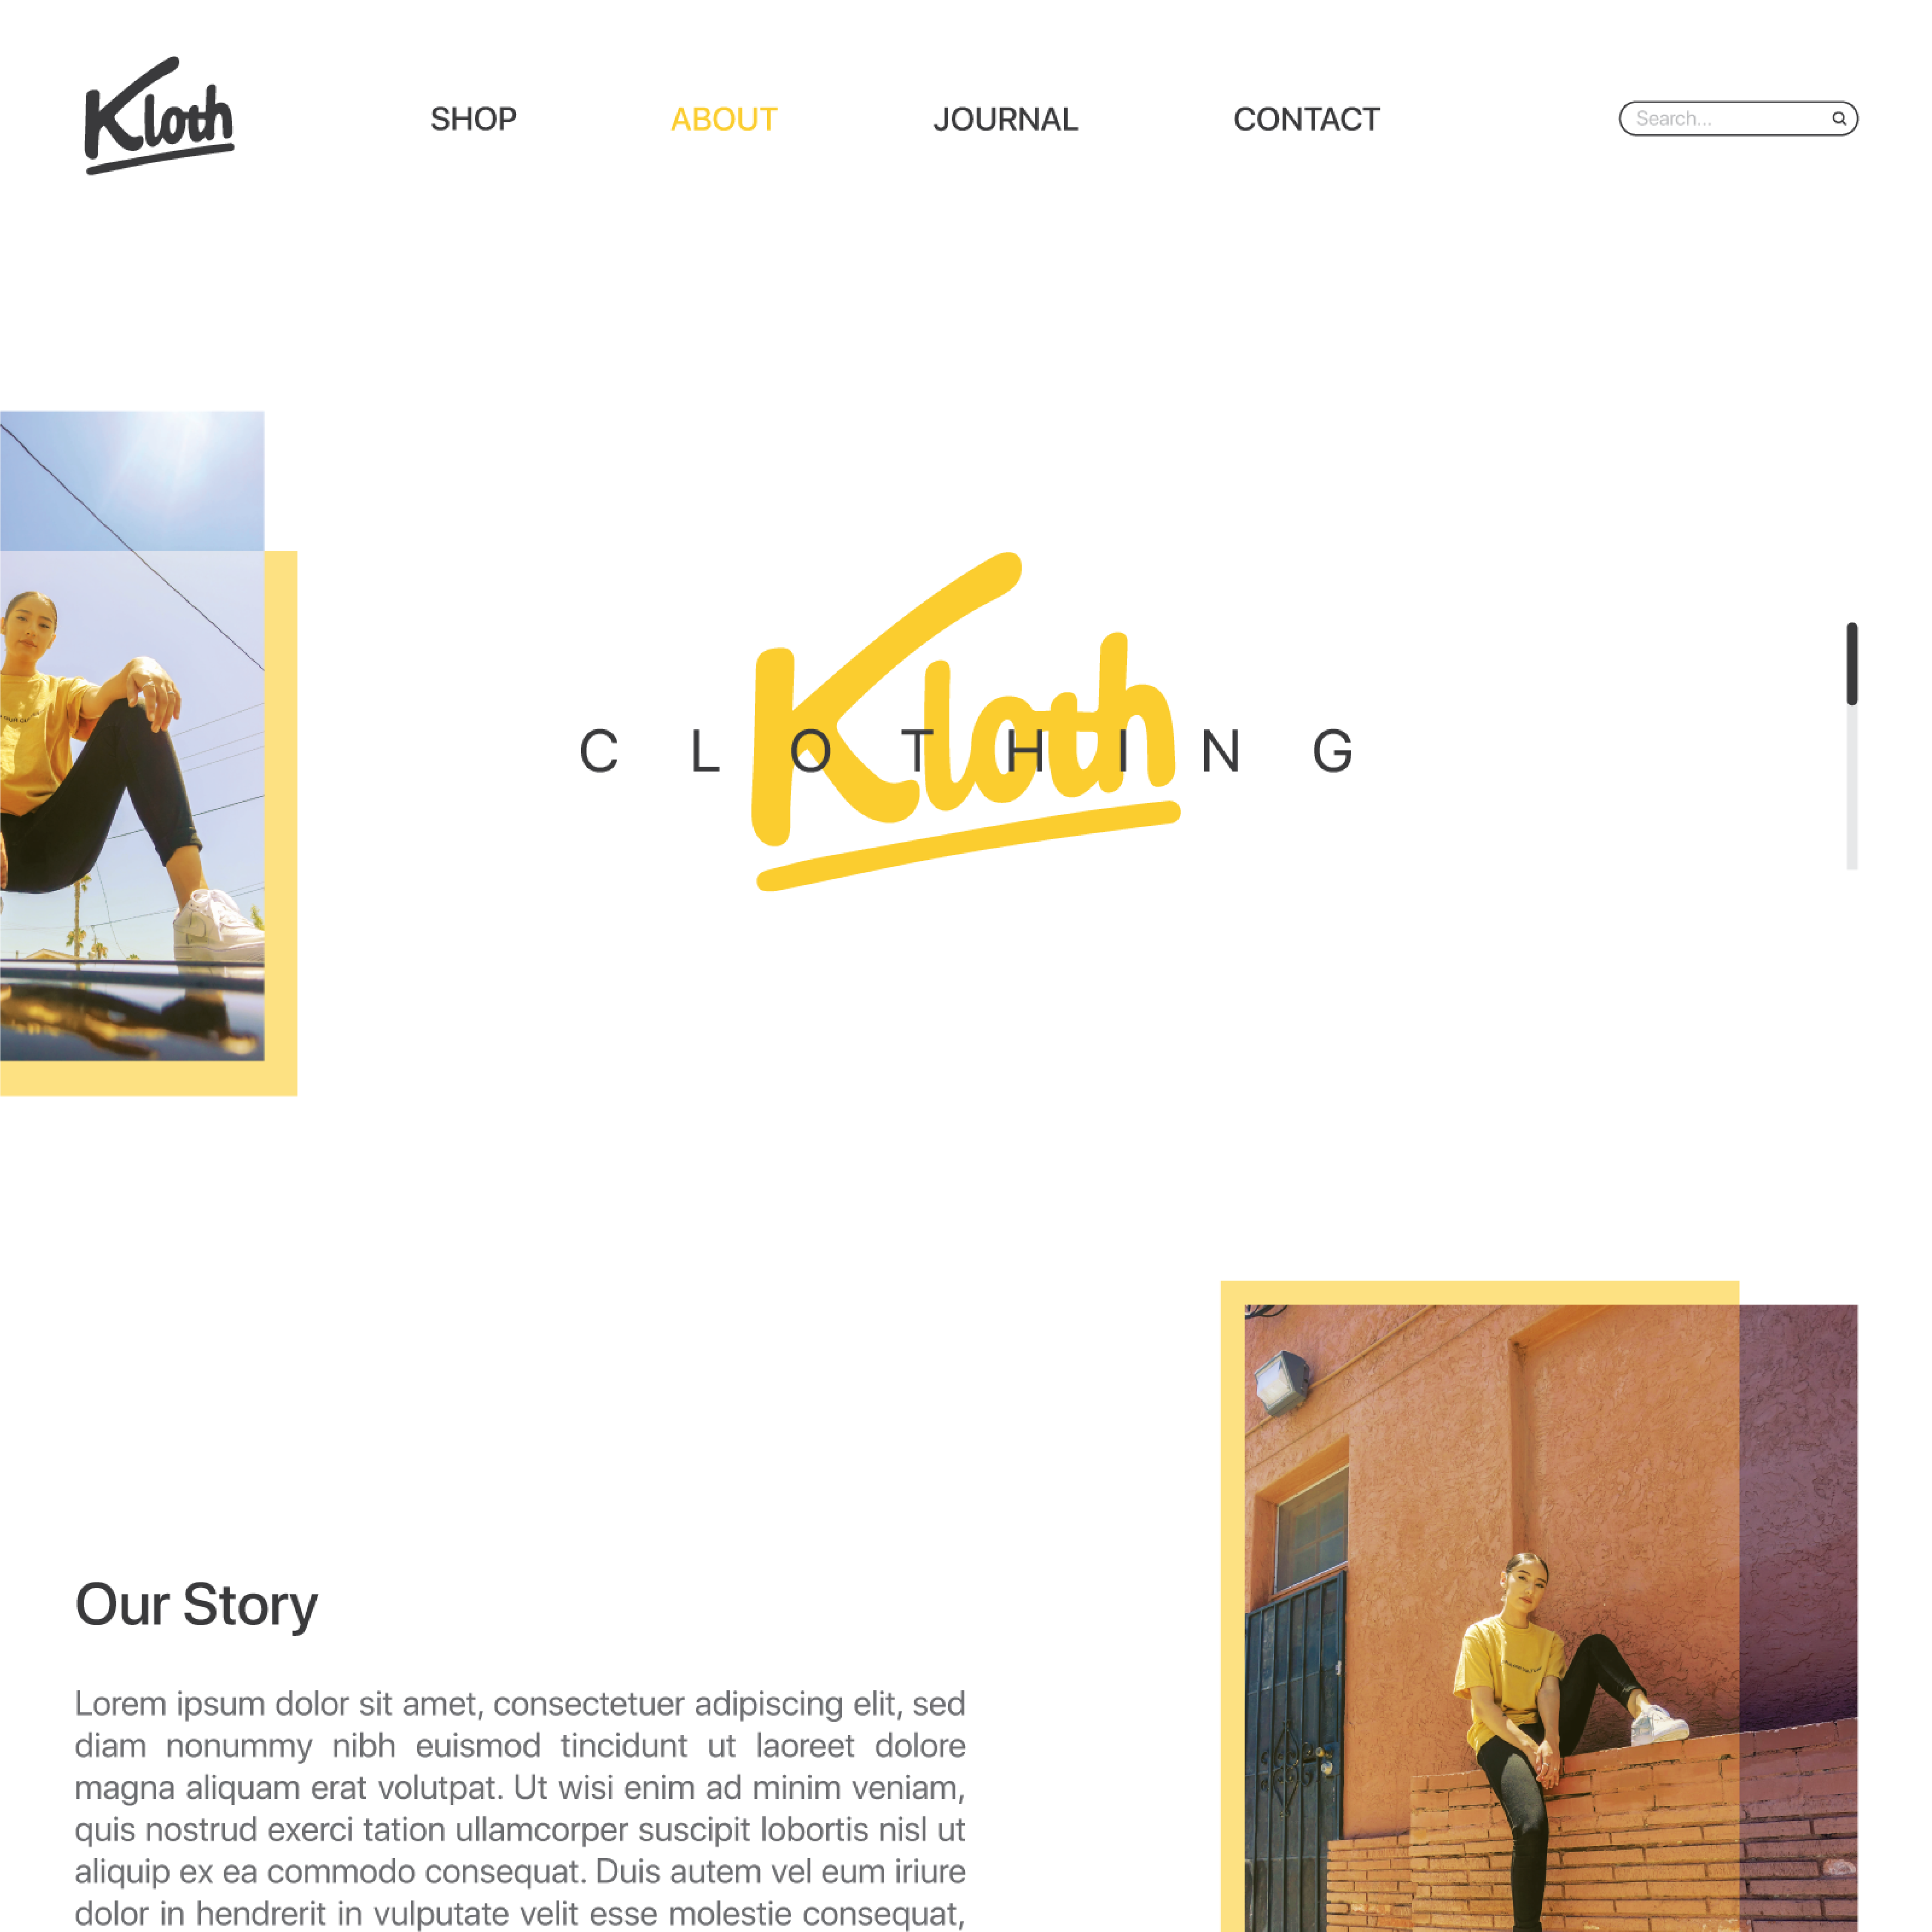 Kloth
SHOP
ABOUT
JOURNAL
CONTACT
Search...
Kloth
CLOTHING
Our Story
Lorem ipsum dolor sit amet, consectetuer adipiscing elit, sed
diam nonummy nibh euismod tincidunt ut laoreet dolore
magna aliquam erat volutpat. Ut wisi enim ad minim veniam,
quis nostrud exerci tation ullamcorper suscipit lobortis nisl ut
aliquip ex ea commodo consequat. Duis autem vel eum iriure
dolor in hendrerit in vulputate velit esse molestie consequat,